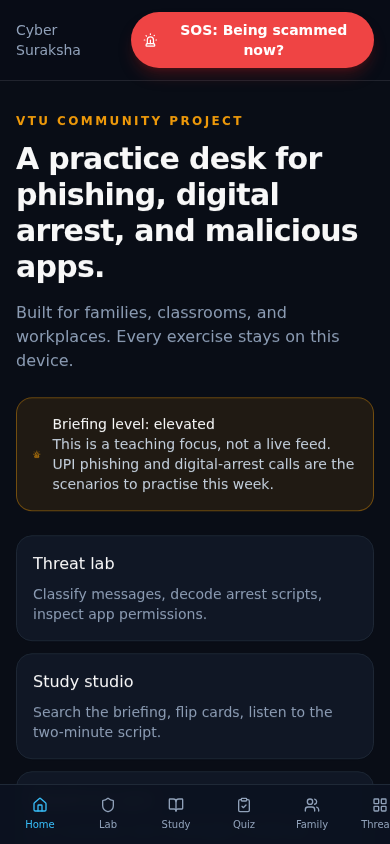 Cyber
Suraksha
SOS: Being scammed
now?
VTU COMMUNITY PROJECT
A practice desk for
phishing, digital
arrest, and malicious
apps.
Built for families, classrooms, and
workplaces. Every exercise stays on this
device.
Briefing level: elevated
This is a teaching focus, not a live feed.
UPI phishing and digital-arrest calls are the
scenarios to practise this week.
Threat lab
Classify messages, decode arrest scripts,
inspect app permissions.
Study studio
Search the briefing, flip cards, listen to the
two-minute script.
Home
Lab
Study
Quiz
Family
Threa